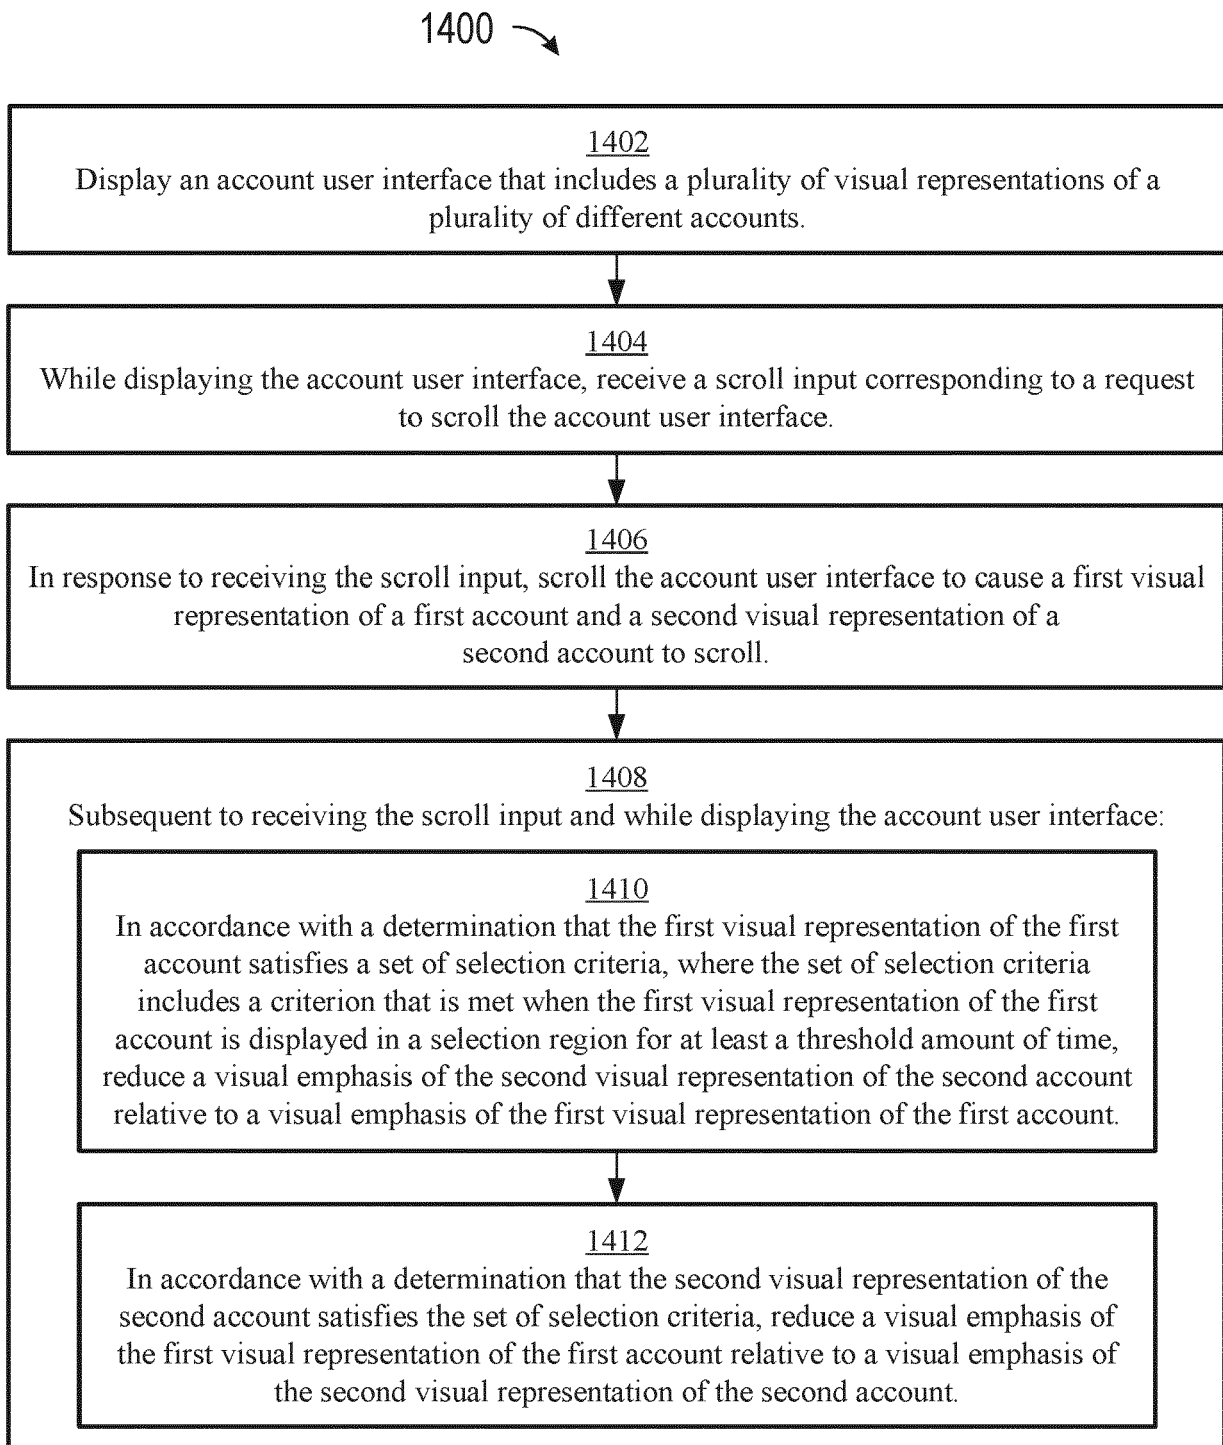 1400
1402
Display an account user interface that includes a plurality of visual representations of a
plurality of different accounts.
1404
While displaying the account user interface, receive a scroll input corresponding to a request
to scroll the account user interface.
1406
In response to receiving the scroll input, scroll the account user interface to cause a first visual
representation of a first account and a second visual representation of a
second account to scroll.
1408
Subsequent to receiving the scroll input and while displaying the account user interface:
1410
In accordance with a determination that the first visual representation of the first
account satisfies a set of selection criteria, where the set of selection criteria
includes a criterion that is met when the first visual representation of the first
account is displayed in a selection region for at least a threshold amount of time,
reduce a visual emphasis of the second visual representation of the second account
relative to a visual emphasis of the first visual representation of the first account.
1412
In accordance with a determination that the second visual representation of the
second account satisfies the set of selection criteria, reduce a visual emphasis of
the first visual representation of the first account relative to a visual emphasis of
the second visual representation of the second account.